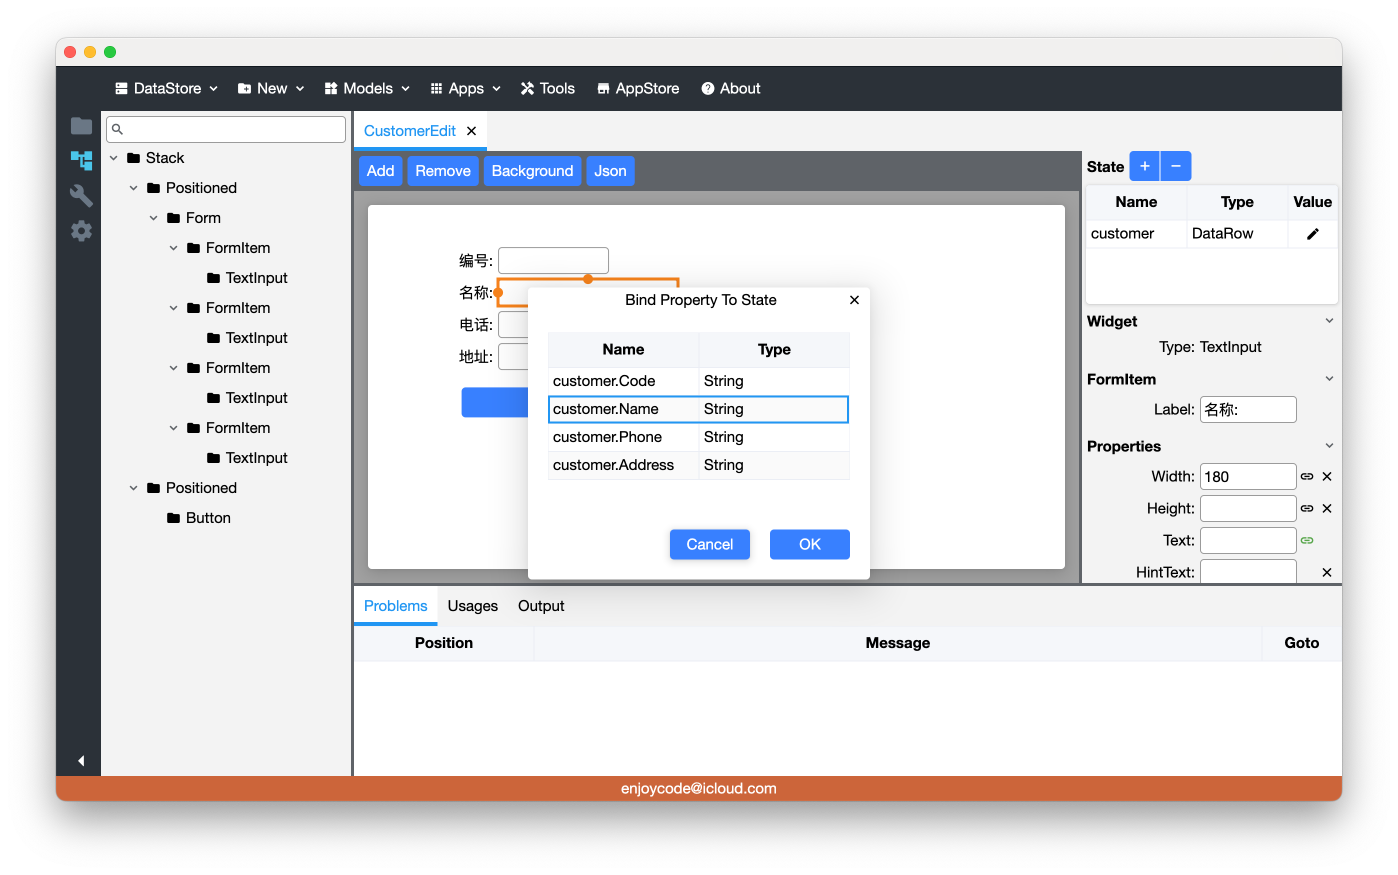 DataStore New Models Apps Tools AppStore About
Stack
Positioned
Form
FormItem
TextInput
FormItem
TextInput
FormItem
TextInput
FormItem
TextInput
Positioned
Button
CustomerEdit
Add Remove Background Json
编号:
名称:
电话:
地址:
Bind Property To State
Name Type
customer.Code String
customer.Name String
customer.Phone String
customer.Address String
Cancel OK
State + −
Name Type Value
customer DataRow
Widget
Type: TextInput
FormItem
Label: 名称:
Properties
Width: 180
Height:
Text:
HintText:
Problems Usages Output
Position Message Goto
enjoycode@icloud.com